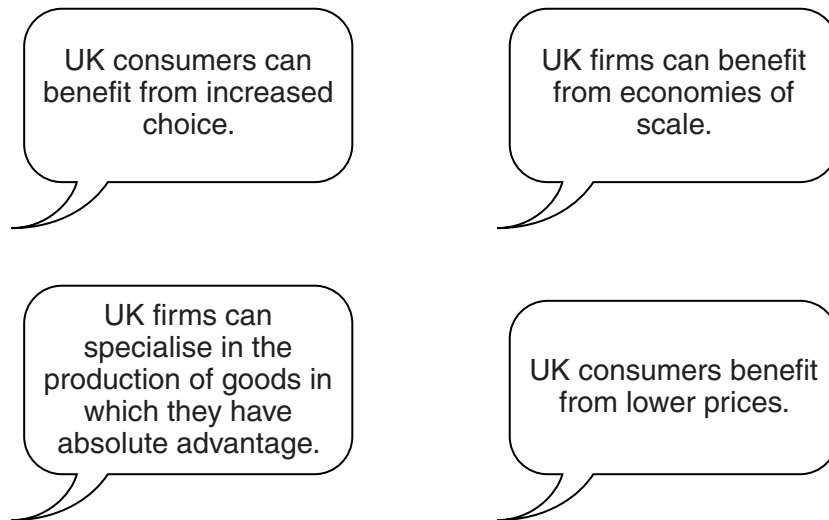 UK consumers can
benefit from increased
choice.
UK firms can benefit
from economies of
scale.
UK firms can
specialise in the
production of goods in
which they have
absolute advantage.
UK consumers benefit
from lower prices.